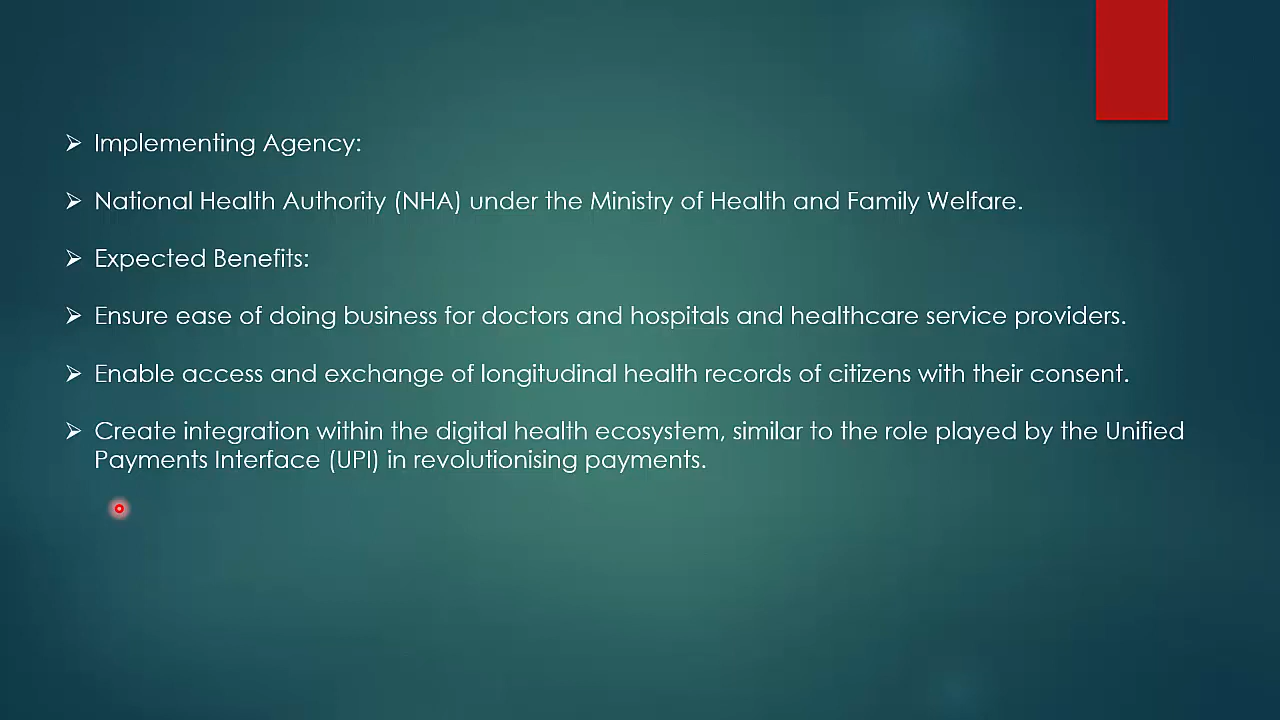 Implementing Agency:
National Health Authority (NHA) under the Ministry of Health and Family Welfare.
Expected Benefits:
Ensure ease of doing business for doctors and hospitals and healthcare service providers.
Enable access and exchange of longitudinal health records of citizens with their consent.
Create integration within the digital health ecosystem, similar to the role played by the Unified
Payments Interface (UPI) in revolutionising payments.